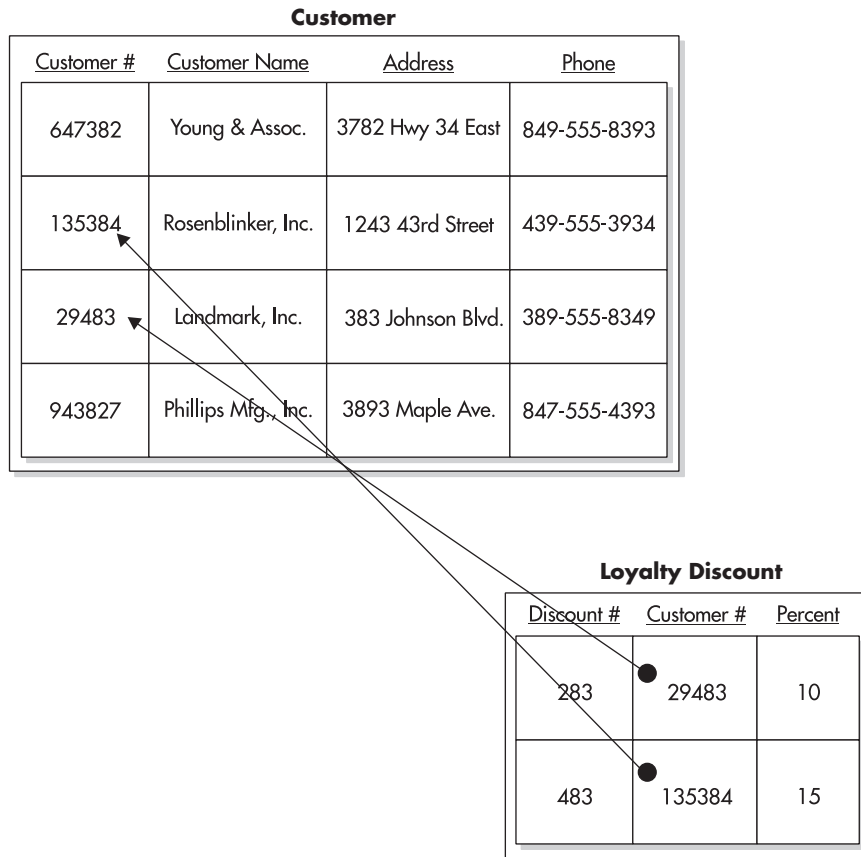 Customer
Customer # Customer Name Address Phone
647382 Young & Assoc. 3782 Hwy 34 East 849-555-8393
135384 Rosenblinker, Inc. 1243 43rd Street 439-555-3934
29483 Landmark, Inc. 383 Johnson Blvd. 389-555-8349
943827 Phillips Mfg., Inc. 3893 Maple Ave. 847-555-4393
Loyalty Discount
Discount # Customer # Percent
283 29483 10
483 135384 15